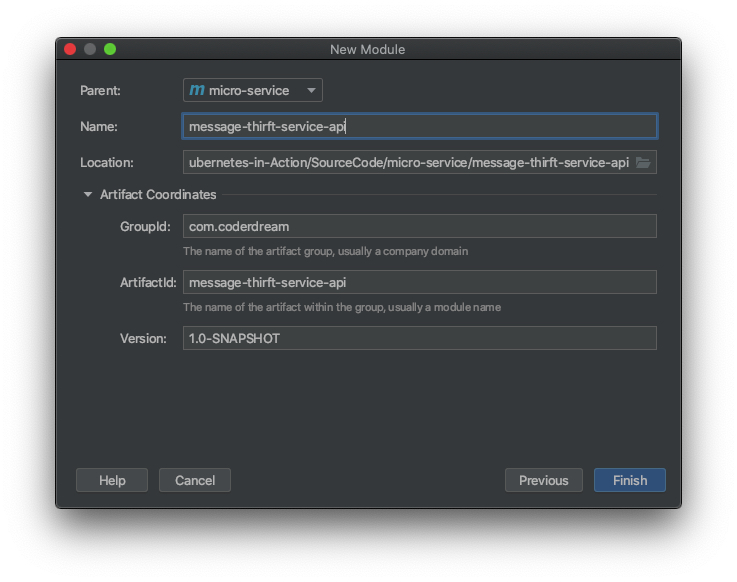 New Module
Parent: m micro-service
Name: message-thirft-service-api
Location: ubernetes-in-Action/SourceCode/micro-service/message-thirft-service-api
Artifact Coordinates
GroupId: com.coderdream
The name of the artifact group, usually a company domain
ArtifactId: message-thirft-service-api
The name of the artifact within the group, usually a module name
Version: 1.0-SNAPSHOT
Help Cancel Previous Finish